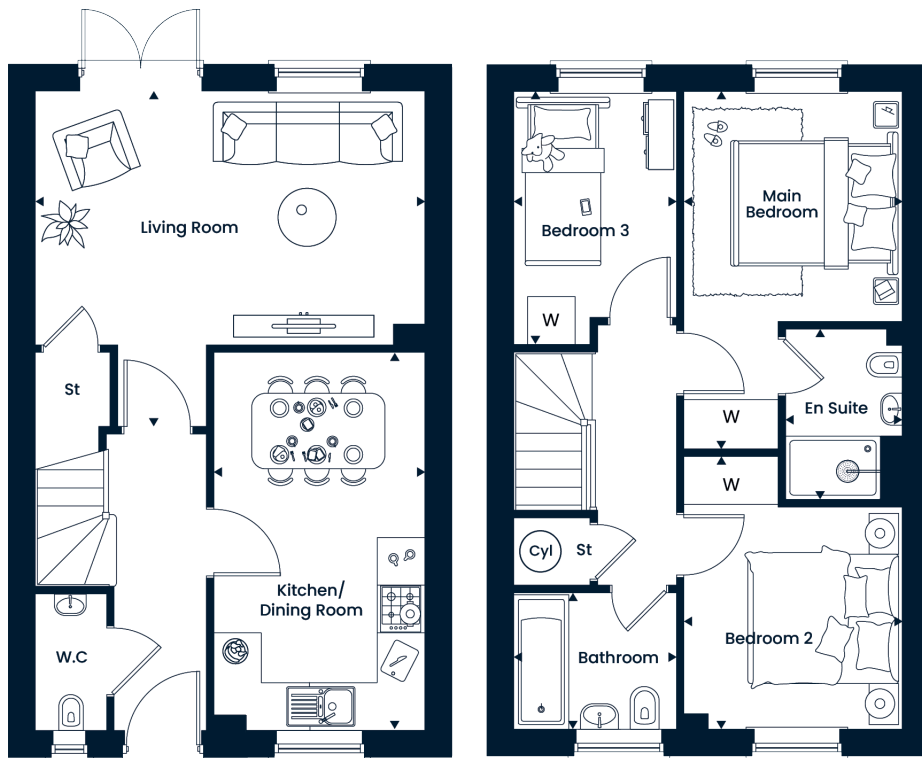 Living Room
St
Kitchen/
Dining Room
W.C
Bedroom 3
Main
Bedroom
W
W
En Suite
W
Cyl
St
Bathroom
Bedroom 2